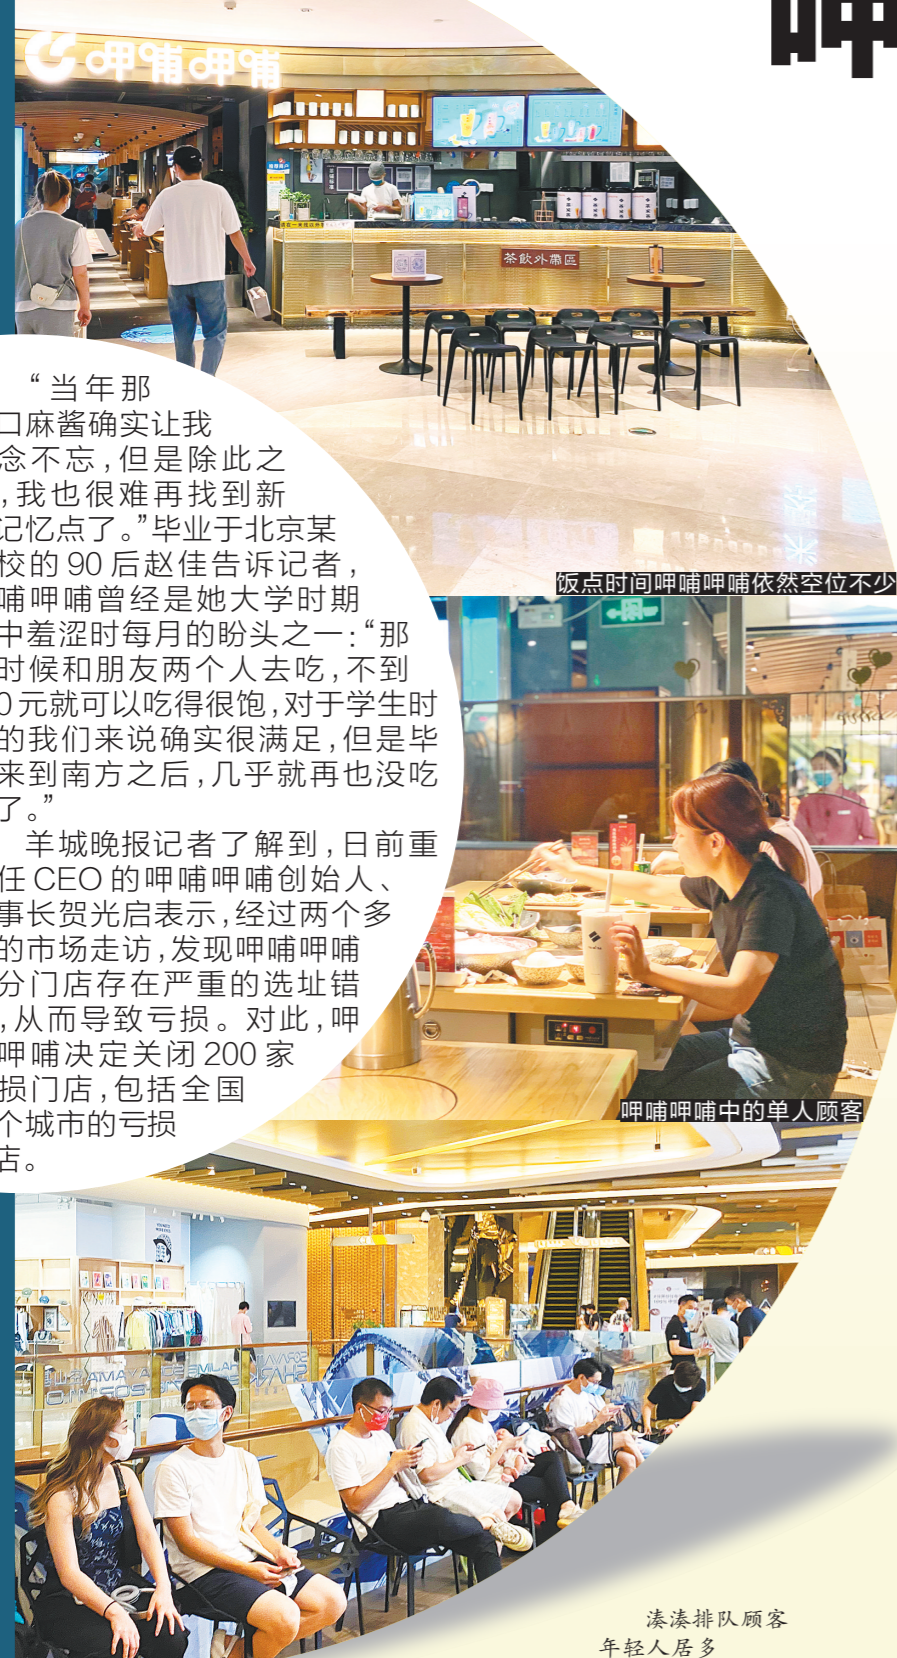 呷
呷哺呷哺
茶飲外帶區
饭点时间呷哺呷哺依然空位不少
“当年那
口麻酱确实让我
念不忘，但是除此之
，我也很难再找到新
记忆点了。”毕业于北京某
校的90后赵佳告诉记者，
哺呷哺曾经是她大学时期
中羞涩时每月的盼头之一：“那
时候和朋友两个人去吃，不到
0元就可以吃得很饱，对于学生时
的我们来说确实很满足，但是毕
来到南方之后，几乎就再也没吃
了。”
羊城晚报记者了解到，日前重
任CEO的呷哺呷哺创始人、
事长贺光启表示，经过两个多
的市场走访，发现呷哺呷哺
分门店存在严重的选址错
，从而导致亏损。对此，呷
呷哺决定关闭200家
损门店，包括全国
个城市的亏损
店。
呷哺呷哺中的单人顾客
湊湊排队顾客
年轻人居多